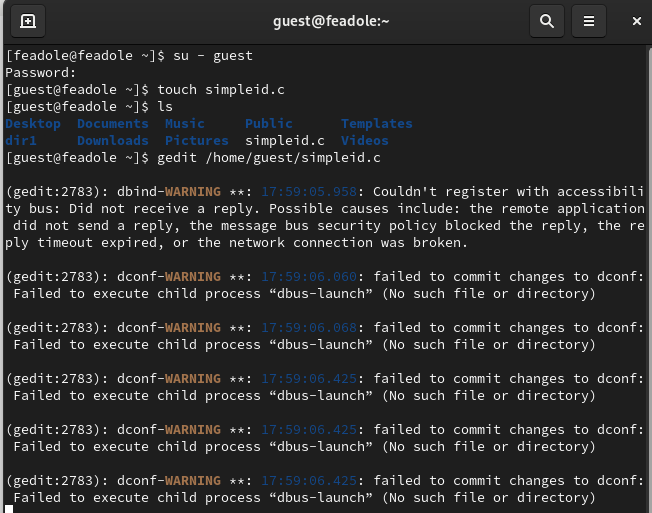 guest@feadole:~
[feadole@feadole ~]$ su - guest
Password:
[guest@feadole ~]$ touch simpleid.c
[guest@feadole ~]$ ls
Desktop  Documents  Music     Public      Templates
dir1     Downloads  Pictures  simpleid.c  Videos
[guest@feadole ~]$ gedit /home/guest/simpleid.c
(gedit:2783): dbind-WARNING **: 17:59:05.958: Couldn't register with accessibili
ty bus: Did not receive a reply. Possible causes include: the remote application
 did not send a reply, the message bus security policy blocked the reply, the re
ply timeout expired, or the network connection was broken.
(gedit:2783): dconf-WARNING **: 17:59:06.060: failed to commit changes to dconf:
 Failed to execute child process “dbus-launch” (No such file or directory)
(gedit:2783): dconf-WARNING **: 17:59:06.068: failed to commit changes to dconf:
 Failed to execute child process “dbus-launch” (No such file or directory)
(gedit:2783): dconf-WARNING **: 17:59:06.425: failed to commit changes to dconf:
 Failed to execute child process “dbus-launch” (No such file or directory)
(gedit:2783): dconf-WARNING **: 17:59:06.425: failed to commit changes to dconf:
 Failed to execute child process “dbus-launch” (No such file or directory)
(gedit:2783): dconf-WARNING **: 17:59:06.425: failed to commit changes to dconf:
 Failed to execute child process “dbus-launch” (No such file or directory)